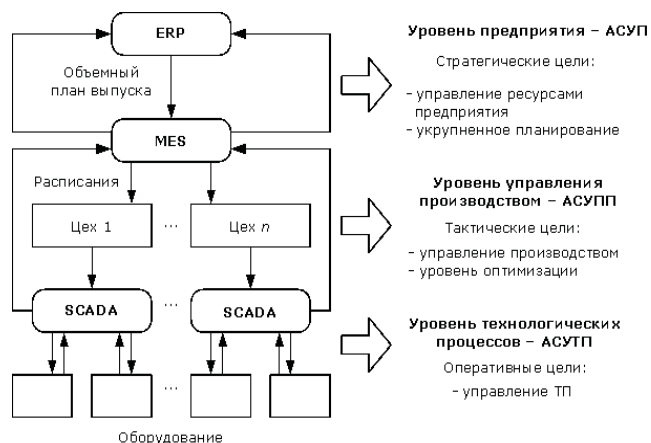 ERP
Объемный
план выпуска
MES
Расписания
Цех 1
...
Цех n
SCADA
...
SCADA
...
Оборудование
Уровень предприятия – АСУП
Стратегические цели:
– управление ресурсами
предприятия
– укрупненное планирование
Уровень управления
производством – АСУПП
Тактические цели:
– управление производством
– уровень оптимизации
Уровень технологических
процессов – АСУТП
Оперативные цели:
– управление ТП